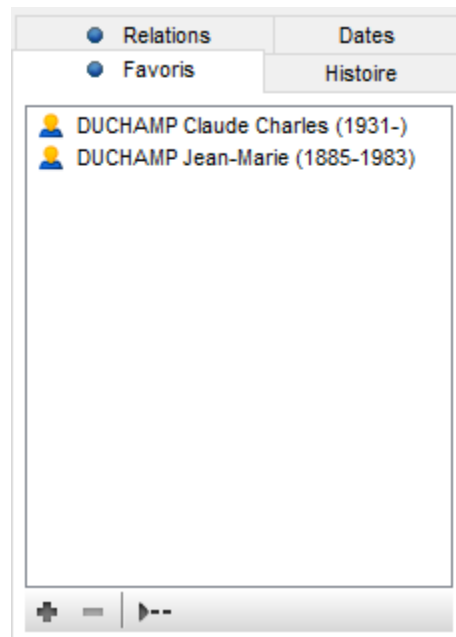 Relations Dates
Favoris Histoire
DUCHAMP Claude Charles (1931-)
DUCHAMP Jean-Marie (1885-1983)